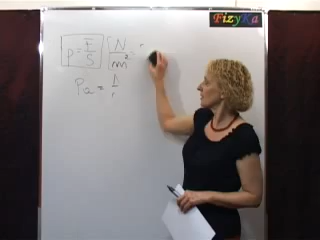 FizyKa
p = F/S [N/m² =
Pa =